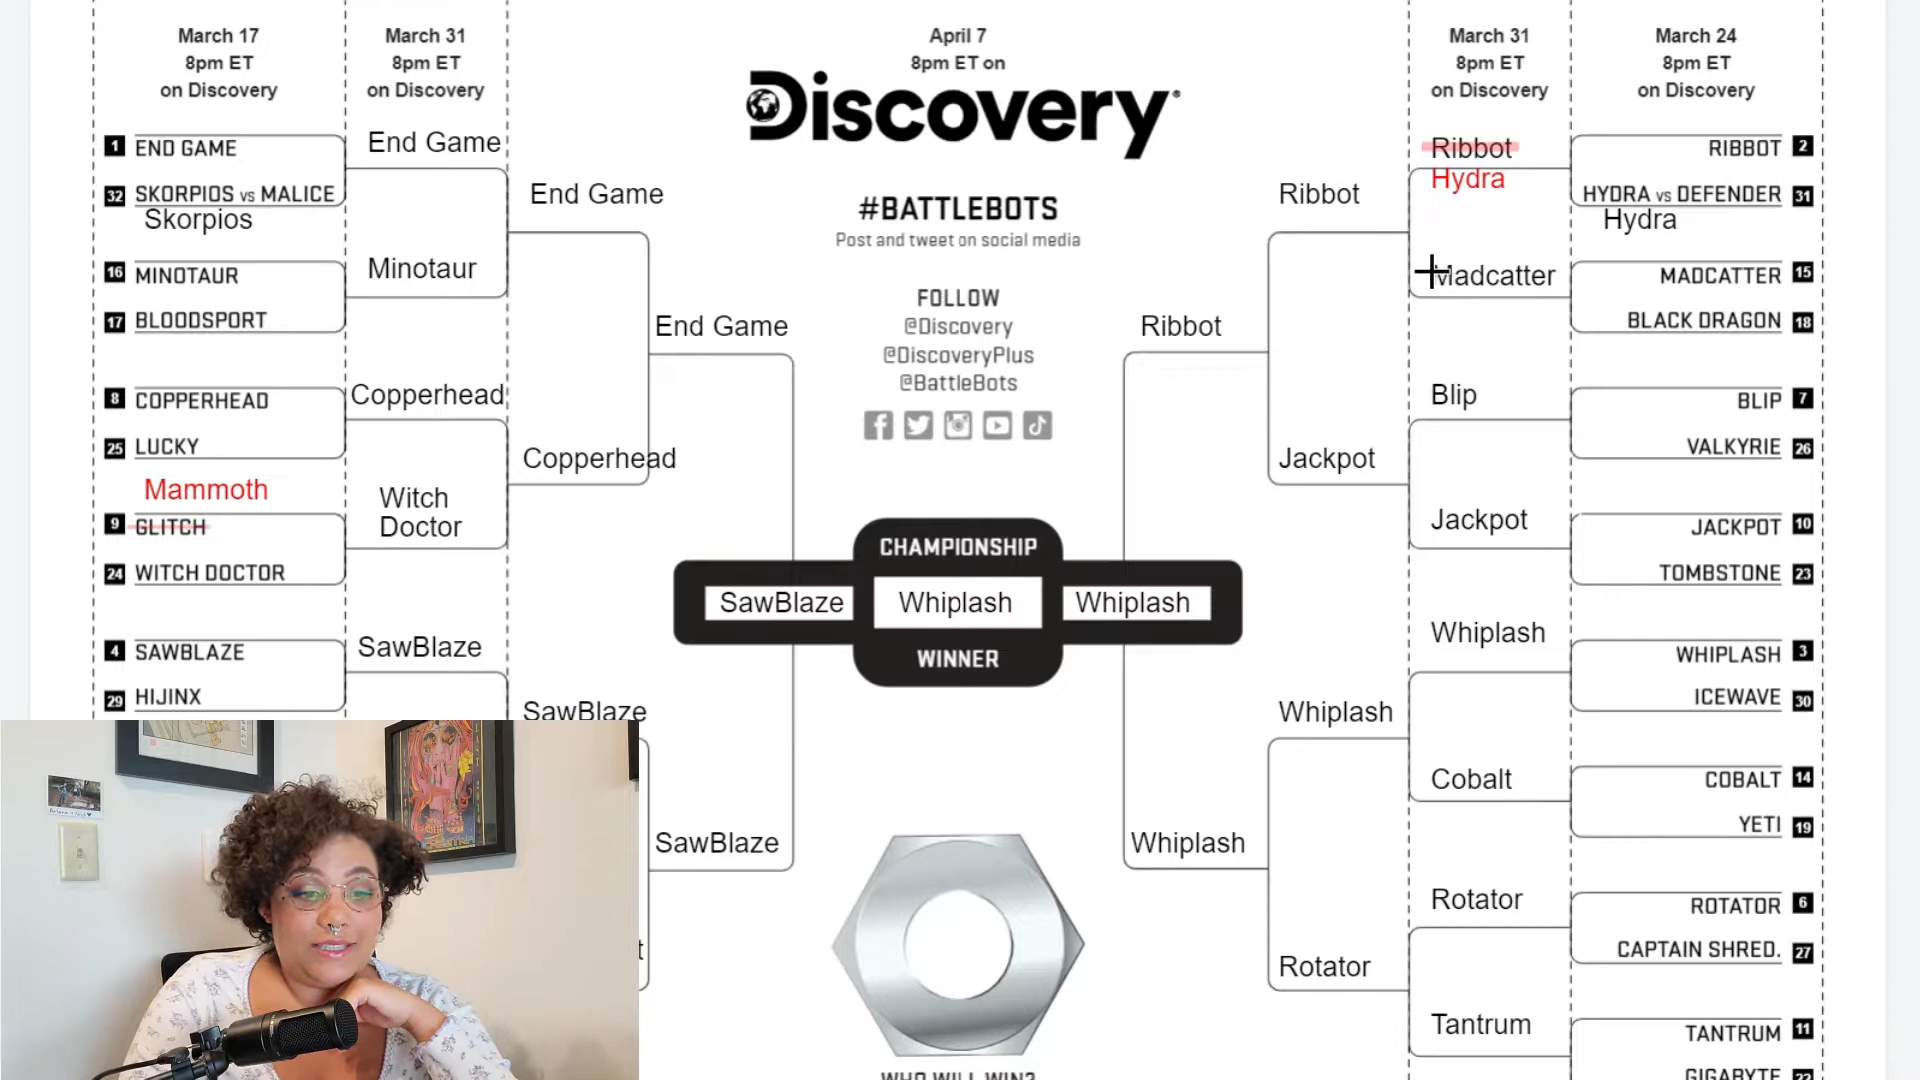 March 17
8pm ET
on Discovery
March 31
8pm ET
on Discovery
April 7
8pm ET on
Discovery
March 31
8pm ET
on Discovery
March 24
8pm ET
on Discovery
#BATTLEBOTS
Post and tweet on social media
FOLLOW
@Discovery
@DiscoveryPlus
@BattleBots
1 END GAME
32 SKORPIOS vs MALICE
Skorpios
16 MINOTAUR
17 BLOODSPORT
8 COPPERHEAD
25 LUCKY
Mammoth
9 GLITCH
24 WITCH DOCTOR
4 SAWBLAZE
29 HIJINX
End Game
Minotaur
Copperhead
Witch
Doctor
SawBlaze
End Game
Copperhead
SawBlaze
t
End Game
SawBlaze
CHAMPIONSHIP
SawBlaze
Whiplash
Whiplash
WINNER
WHO WILL WIN?
Ribbot
Whiplash
Ribbot
Jackpot
Whiplash
Rotator
Ribbot
Hydra
Madcatter
Blip
Jackpot
Whiplash
Cobalt
Rotator
Tantrum
RIBBOT 2
HYDRA vs DEFENDER 31
Hydra
MADCATTER 15
BLACK DRAGON 18
BLIP 7
VALKYRIE 26
JACKPOT 10
TOMBSTONE 23
WHIPLASH 3
ICEWAVE 30
COBALT 14
YETI 19
ROTATOR 6
CAPTAIN SHRED. 27
TANTRUM 11
GIGABYTE 22